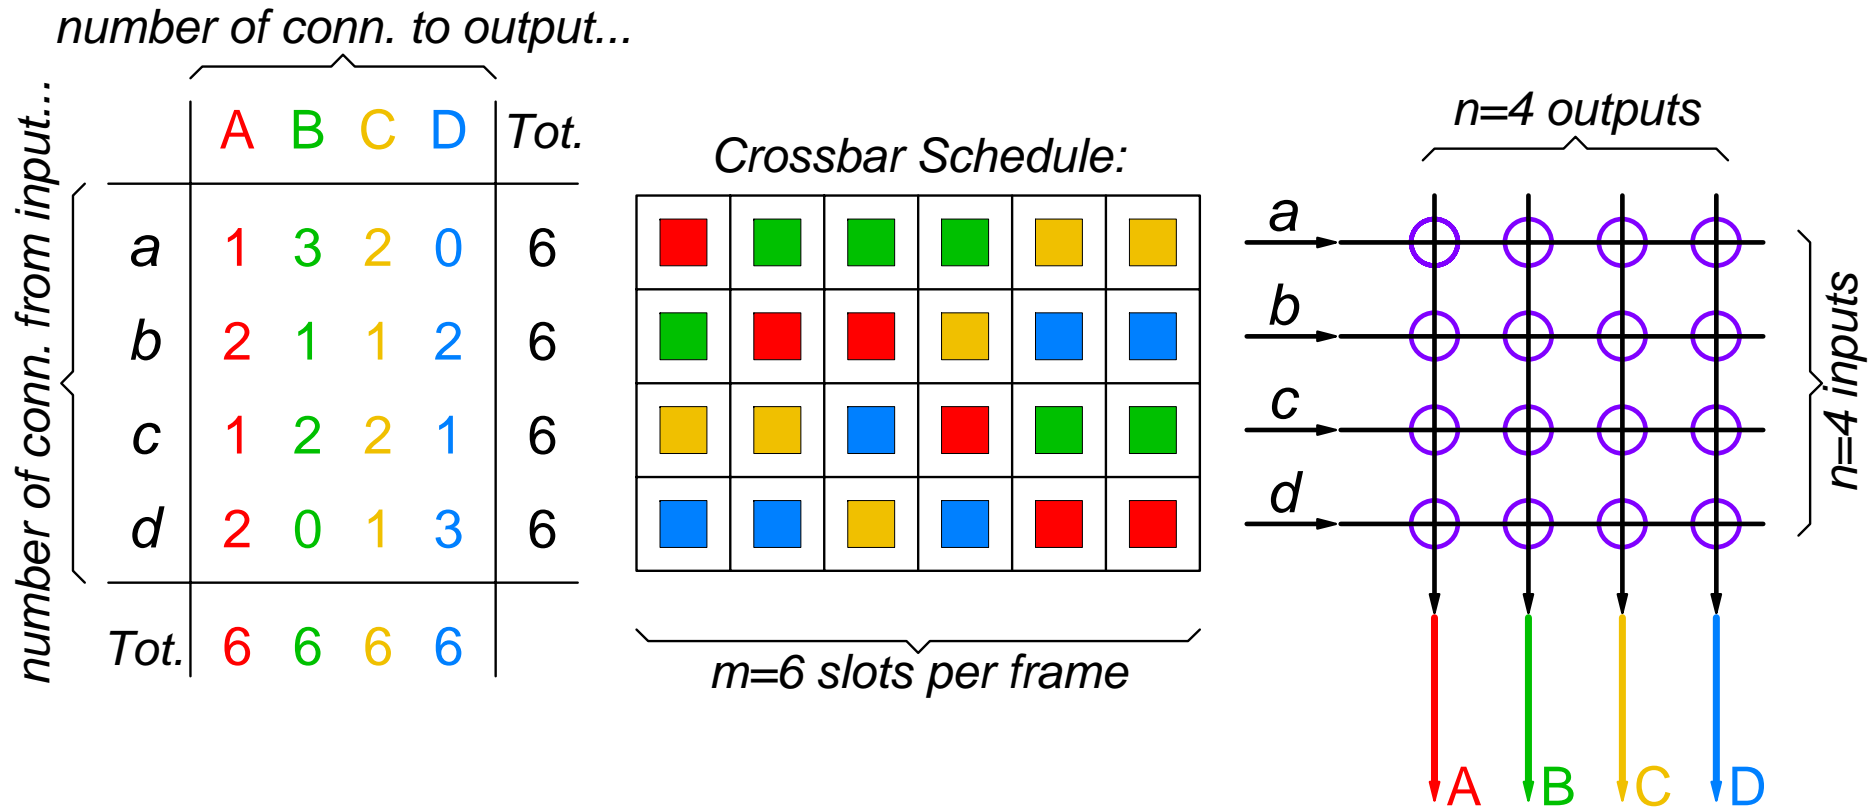 number of conn. to output...
number of conn. from input...
A B C D Tot.
a 1 3 2 0 6
b 2 1 1 2 6
c 1 2 2 1 6
d 2 0 1 3 6
Tot. 6 6 6 6
Crossbar Schedule:
m=6 slots per frame
n=4 outputs
a
b
c
d
n=4 inputs
A B C D